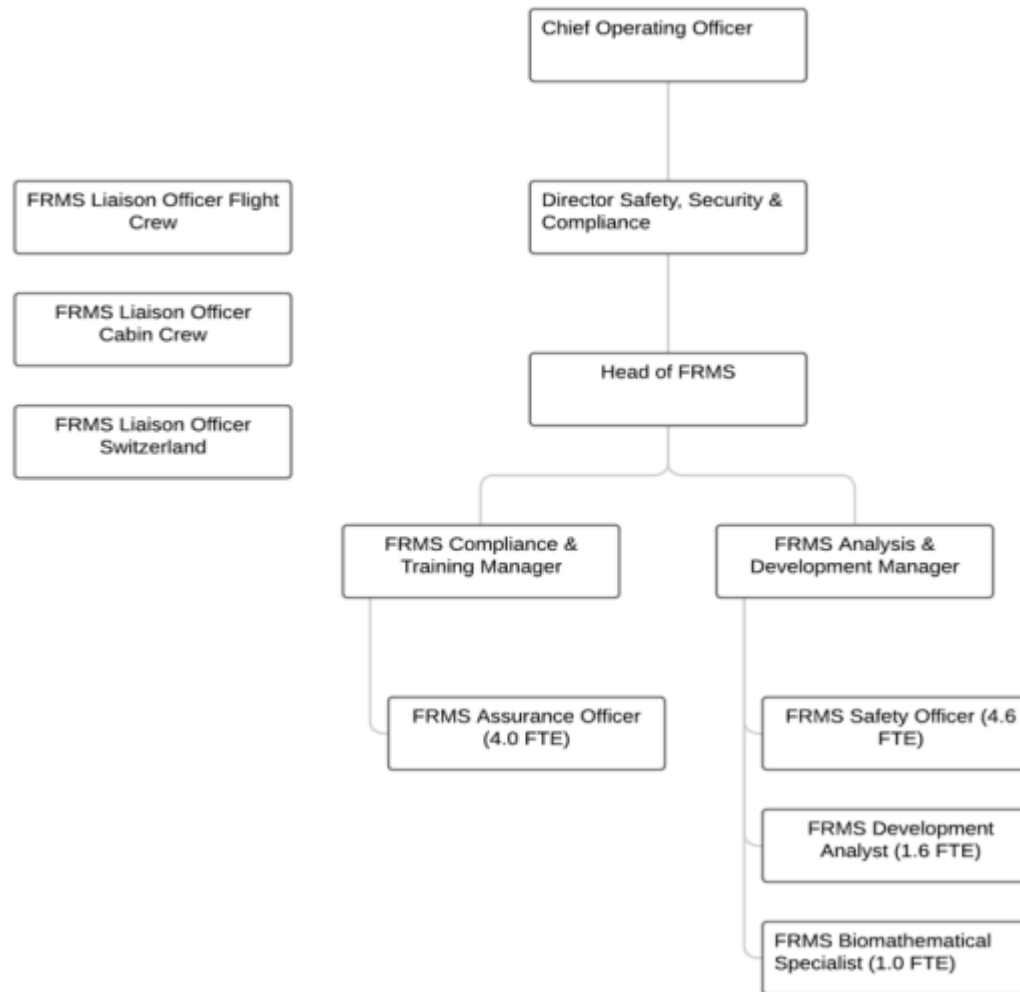 Chief Operating Officer
FRMS Liaison Officer Flight
Crew
Director Safety, Security &
Compliance
FRMS Liaison Officer
Cabin Crew
Head of FRMS
FRMS Liaison Officer
Switzerland
FRMS Compliance &
Training Manager
FRMS Analysis &
Development Manager
FRMS Assurance Officer
(4.0 FTE)
FRMS Safety Officer (4.6
FTE)
FRMS Development
Analyst (1.6 FTE)
FRMS Biomathematical
Specialist (1.0 FTE)